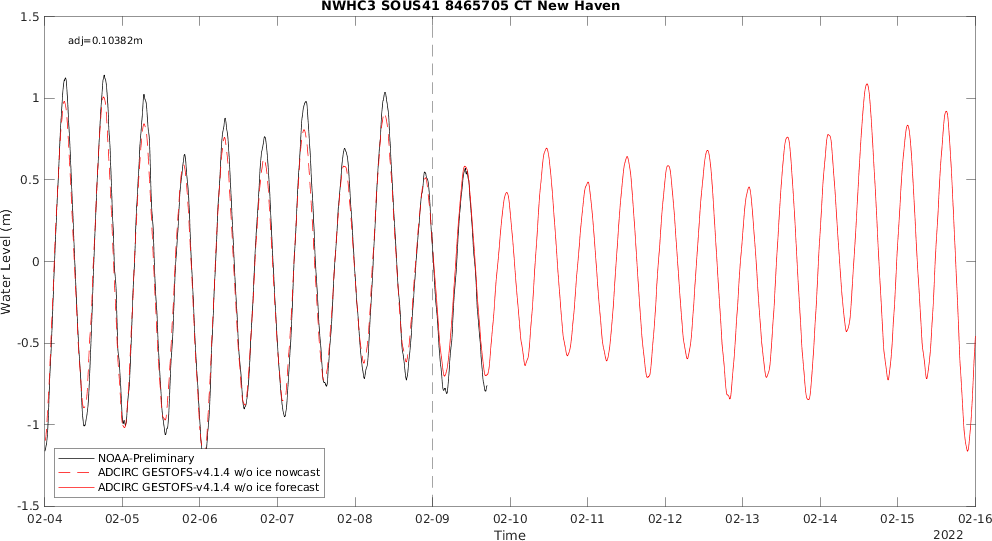 NWHC3 SOUS41 8465705 CT New Haven
adj=0.10382m
1.5
1
0.5
0
-0.5
-1
-1.5
Water Level (m)
NOAA-Preliminary
ADCIRC GESTOFS-v4.1.4 w/o ice nowcast
ADCIRC GESTOFS-v4.1.4 w/o ice forecast
02-04 02-05 02-06 02-07 02-08 02-09 02-10 02-11 02-12 02-13 02-14 02-15 02-16
Time
2022